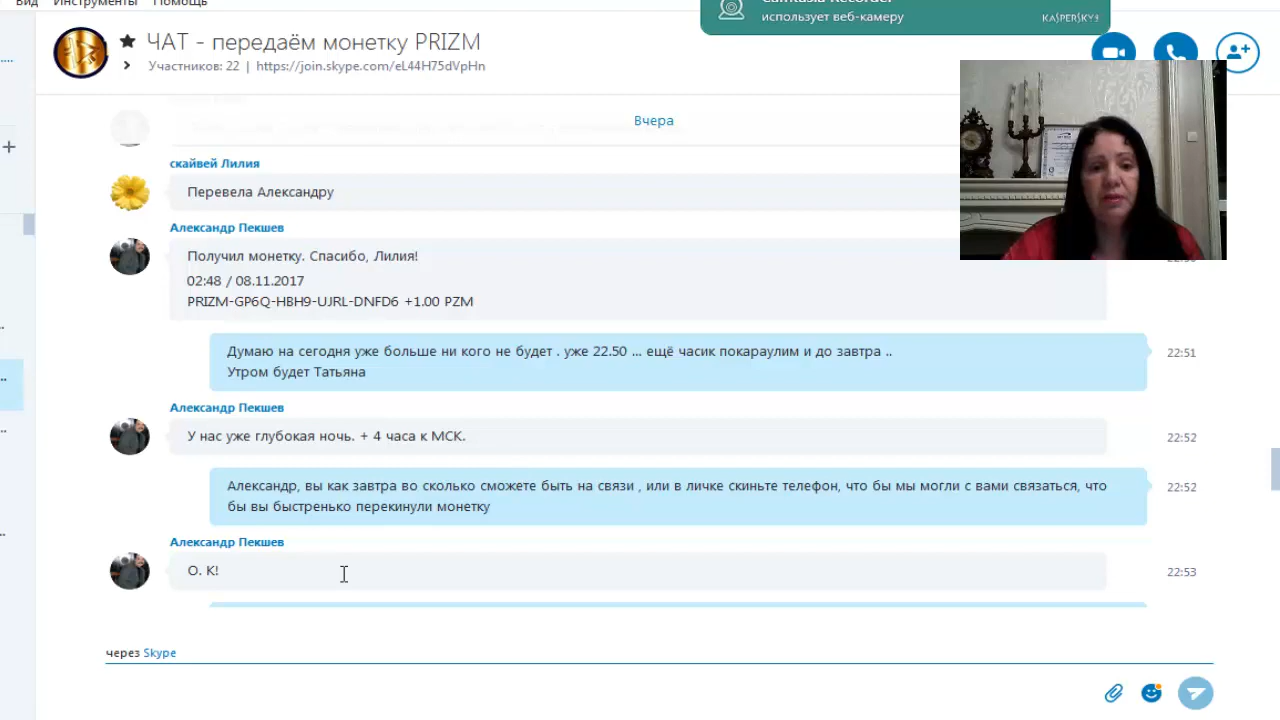 Вид Инструменты Помощь
использует веб-камеру
KASPERSKY
ЧАТ - передаём монетку PRIZM
Участников: 22 | https://join.skype.com/eL44H75dVpHn
Вчера
скайвей Лилия
Перевела Александру
Александр Пекшев
Получил монетку. Спасибо, Лилия!
02:48 / 08.11.2017
PRIZM-GP6Q-HBH9-UJRL-DNFD6 +1.00 PZM
Думаю на сегодня уже больше ни кого не будет . уже 22.50 ... ещё часик покараулим и до завтра ..
22:51
Утром будет Татьяна
Александр Пекшев
У нас уже глубокая ночь. + 4 часа к МСК.
22:52
Александр, вы как завтра во сколько сможете быть на связи , или в личке скиньте телефон, что бы мы могли с вами связаться, что
22:52
бы вы быстренько перекинули монетку
Александр Пекшев
О. К!
22:53
через Skype